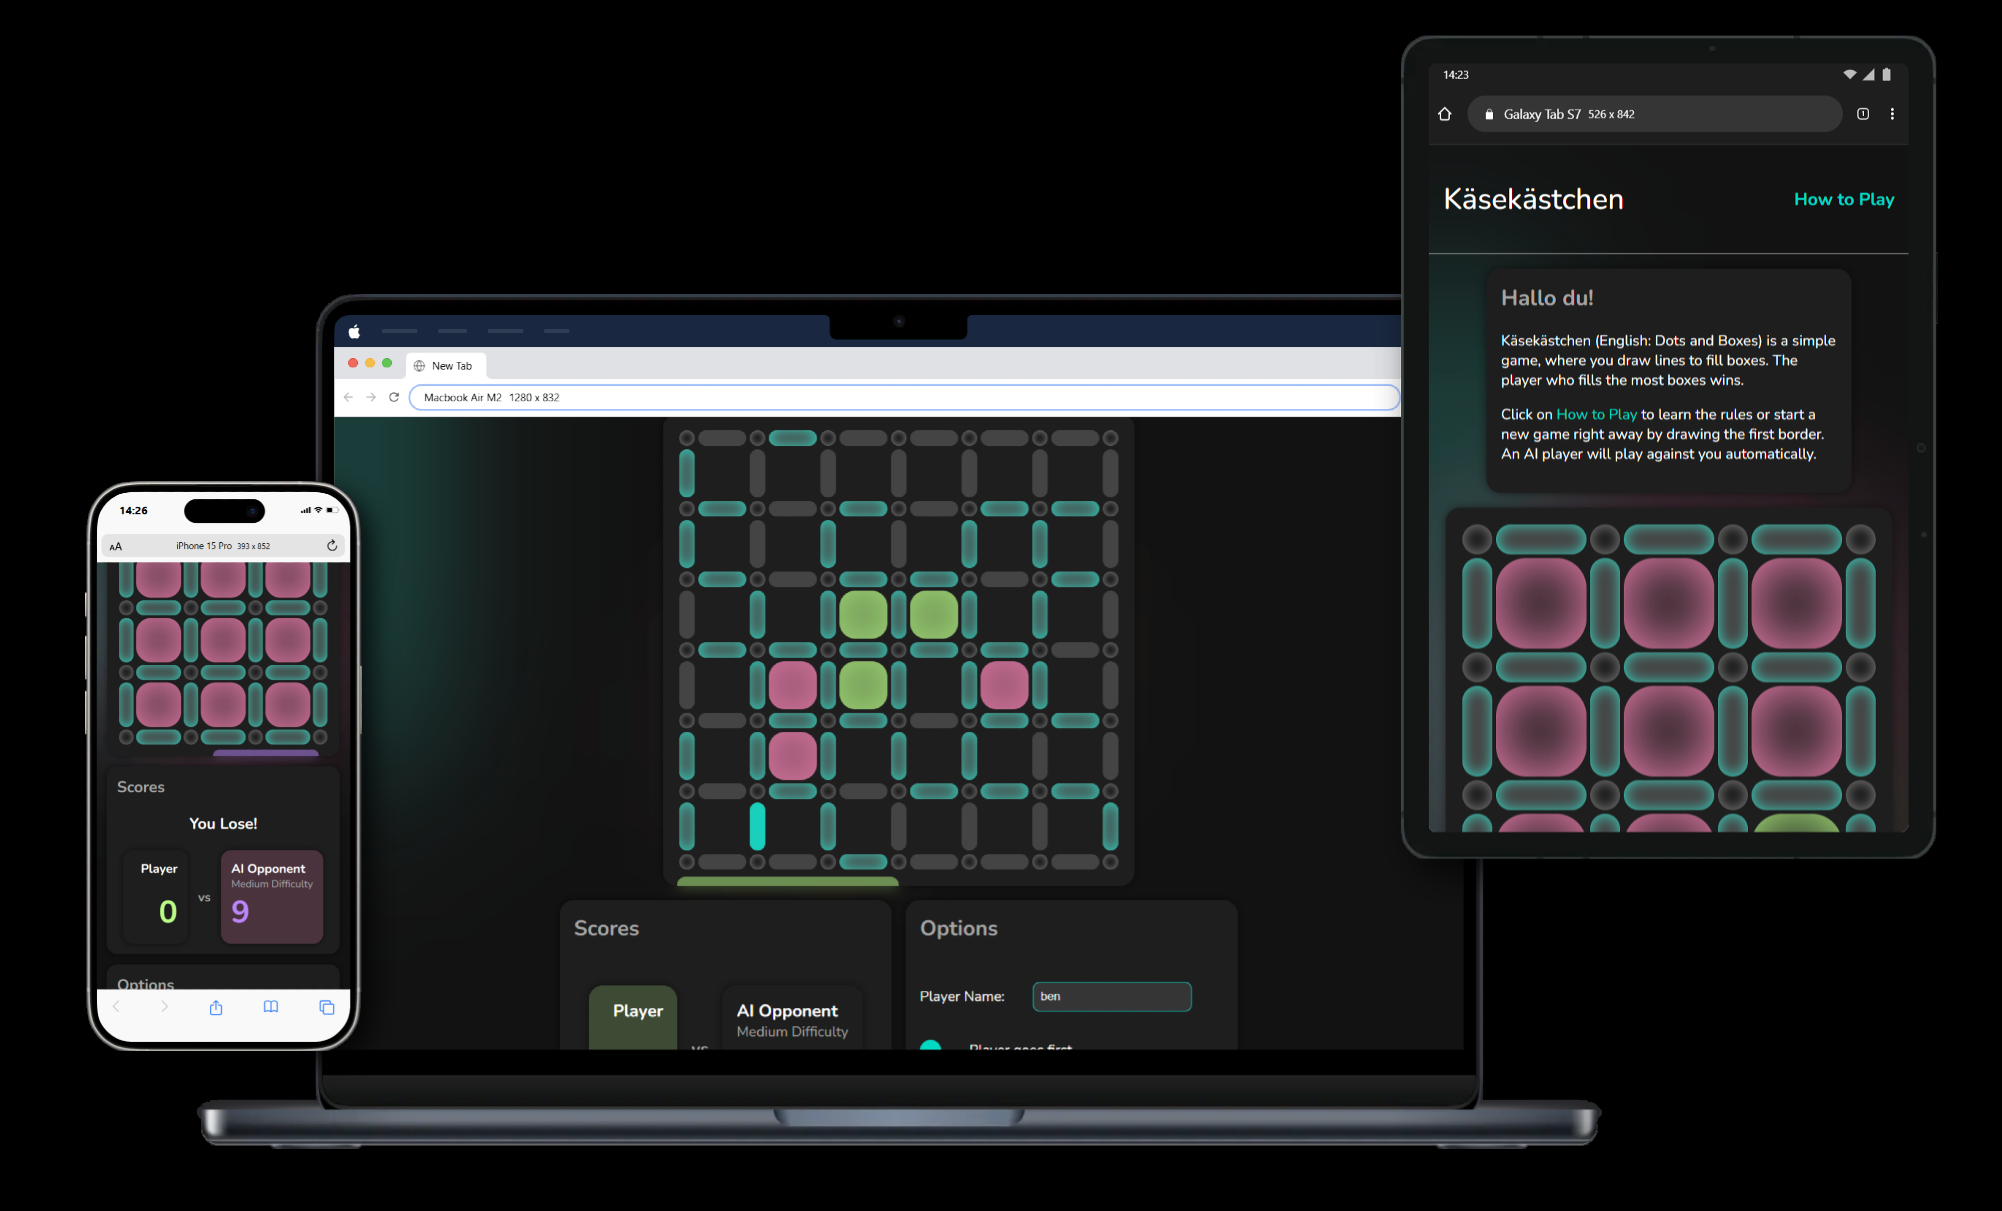 14:23
Galaxy Tab S7 526 x 842
1
Käsekästchen
How to Play
Hallo du!
Käsekästchen (English: Dots and Boxes) is a simple
game, where you draw lines to fill boxes. The
player who fills the most boxes wins.
Click on How to Play to learn the rules or start a
new game right away by drawing the first border.
An AI player will play against you automatically.
New Tab
Macbook Air M2 1280 x 832
Scores
Player
vs
AI Opponent
Medium Difficulty
Options
Player Name:
ben
Player goes first
14:26
AA
iPhone 15 Pro 393 x 852
Scores
You Lose!
Player
0
vs
AI Opponent
Medium Difficulty
9
Options